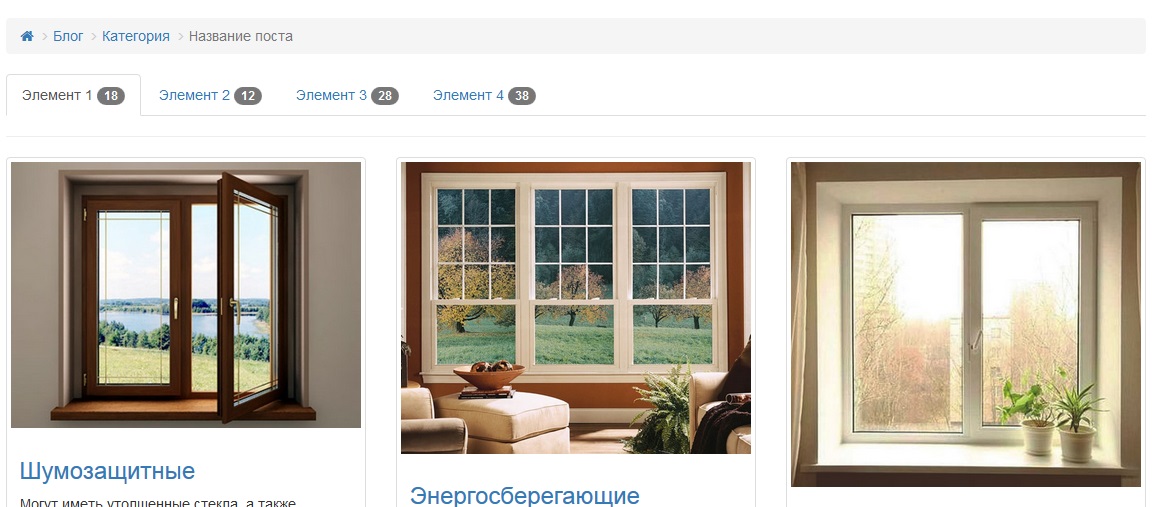 Блог Категория Название поста
Элемент 1 18 Элемент 2 12 Элемент 3 28 Элемент 4 38
Шумозащитные
Могут иметь утолщенные стекла, а также
Энергосберегающие